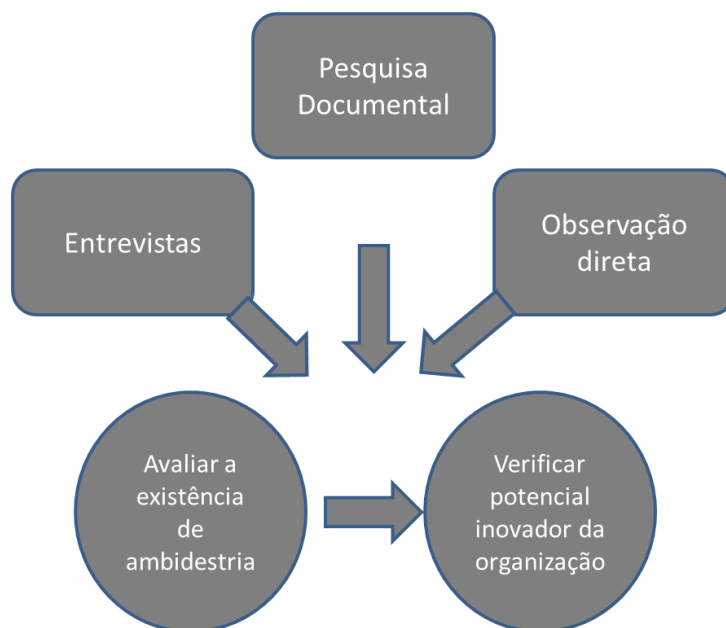 Pesquisa
Documental
Entrevistas
Observação
direta
Avaliar a
existência
de
ambidestria
Verificar
potencial
inovador da
organização